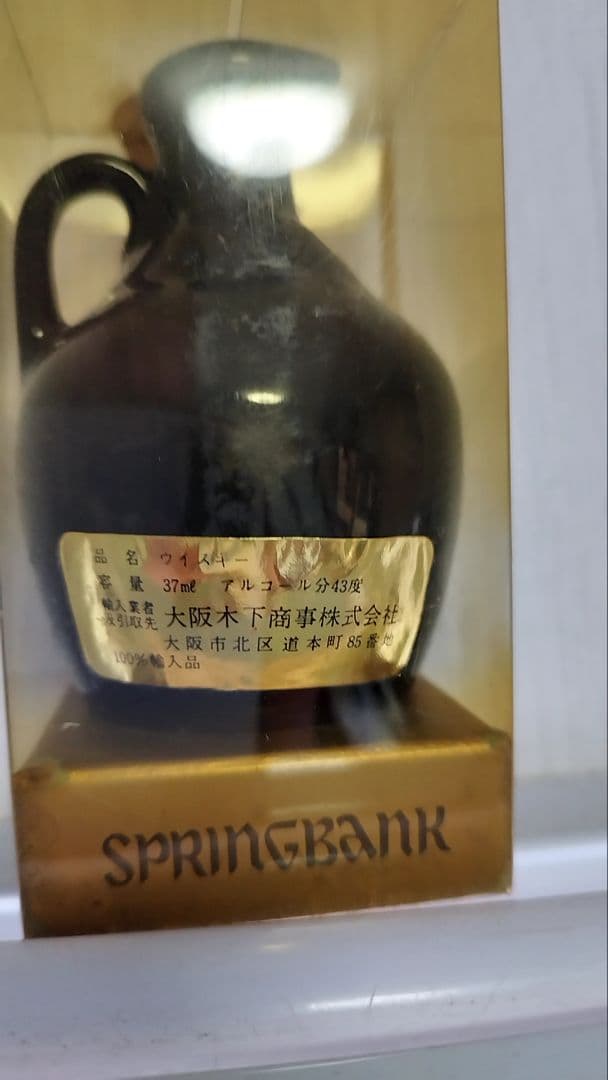 品名 ウイスキー
容量 37mℓ アルコール分43度
輸入業者
引取先 大阪木下商事株式会社
大阪市北区道本町85番地
100%輸入品
SPRINGBANK